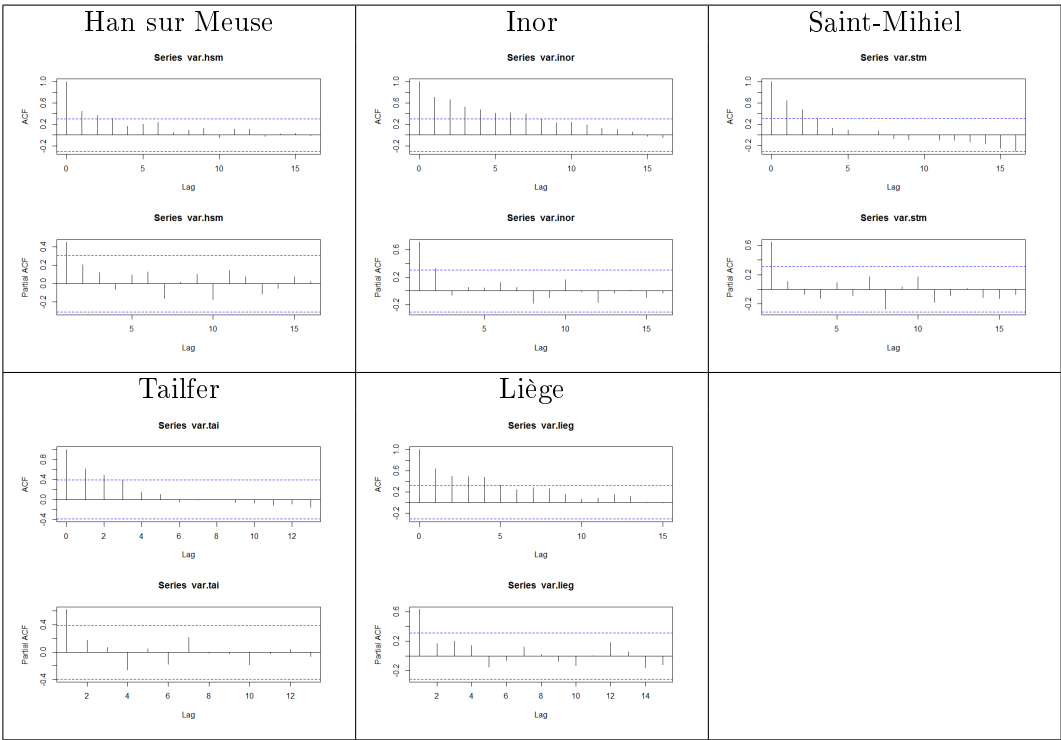 Han sur Meuse
Series var.hsm
ACF
-0.2 0.2 0.6 1.0
0 5 10 15
Lag
Series var.hsm
Partial ACF
-0.2 0.0 0.2 0.4
5 10 15
Lag
Inor
Series var.inor
ACF
-0.2 0.2 0.6 1.0
0 5 10 15
Lag
Series var.inor
Partial ACF
-0.2 0.2 0.6
5 10 15
Lag
Saint-Mihiel
Series var.stm
ACF
-0.2 0.2 0.6 1.0
0 5 10 15
Lag
Series var.stm
Partial ACF
-0.2 0.2 0.6
5 10 15
Lag
Tailfer
Series var.tai
ACF
-0.4 0.0 0.4 0.8
0 2 4 6 8 10 12
Lag
Series var.tai
Partial ACF
-0.4 0.0 0.4
2 4 6 8 10 12
Lag
Liège
Series var.lieg
ACF
-0.2 0.2 0.6 1.0
0 5 10 15
Lag
Series var.lieg
Partial ACF
-0.2 0.2 0.6
2 4 6 8 10 12 14
Lag